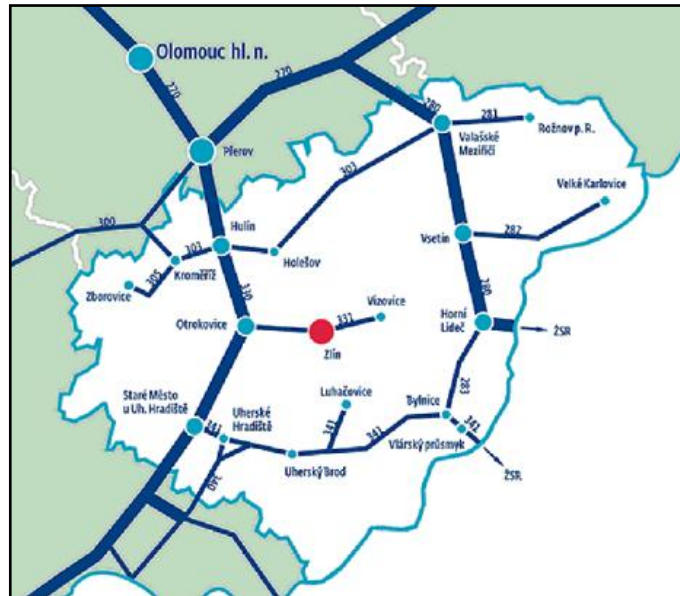 Olomouc hl. n.
270
270
Přerov
280
281
Valašské
Meziříčí
Rožnov p. R.
303
Velké Karlovice
300
Hulín
303
Holešov
Kroměříž
Zborovice
305
330
Vsetín
282
280
Otrokovice
331
Vizovice
Zlín
Horní
Lideč
ŽSR
Staré Město
u Uh. Hradiště
341
Uherské
Hradiště
Luhačovice
341
Bylnice
283
341
341
Vlárský průsmyk
Uherský Brod
ŽSR
340